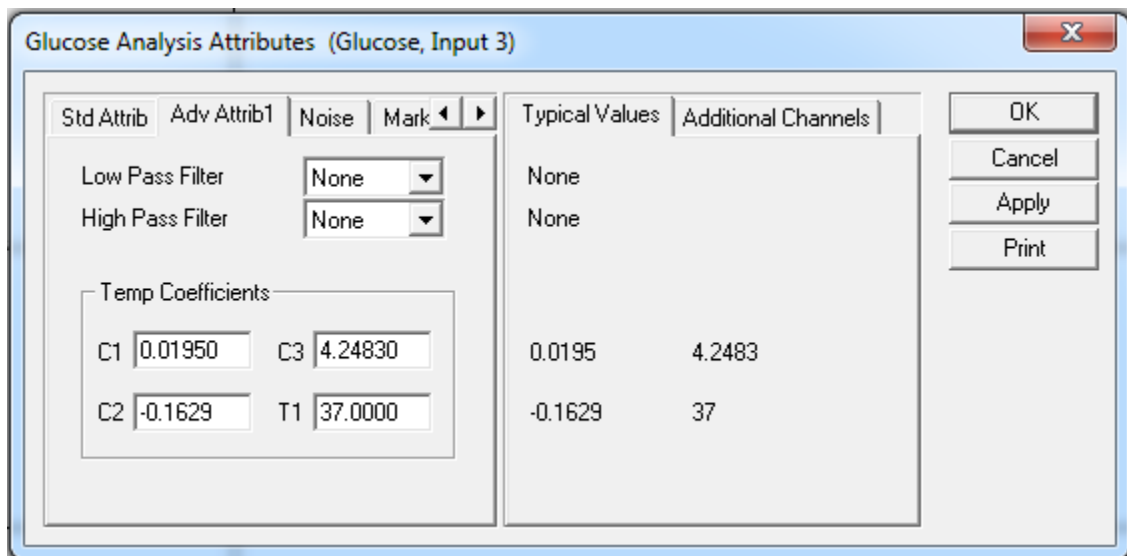 Glucose Analysis Attributes (Glucose, Input 3)
Std Attrib Adv Attrib1 Noise Mark Typical Values Additional Channels OK
Cancel
Low Pass Filter None None
Apply
High Pass Filter None None
Print
Temp Coefficients
C1 0.01950 C3 4.24830 0.0195 4.2483
C2 -0.1629 T1 37.0000 -0.1629 37